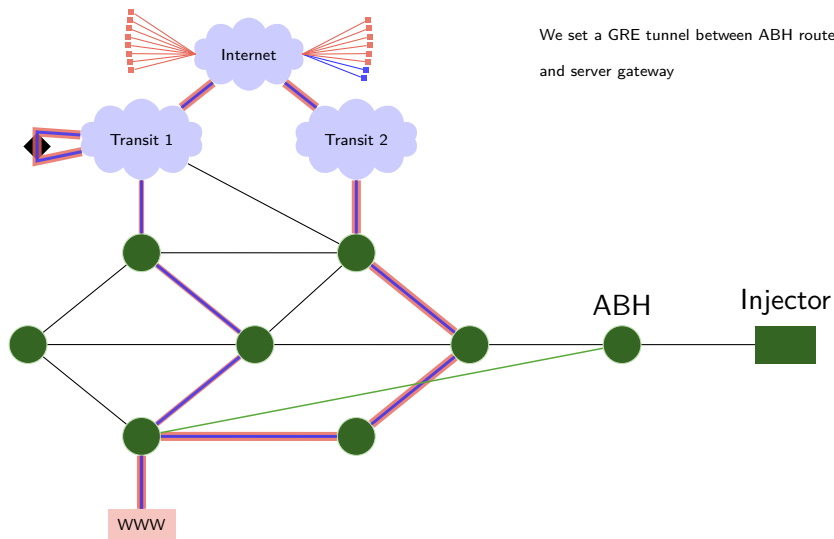 We set a GRE tunnel between ABH route
and server gateway
Internet
Transit 1
Transit 2
ABH
Injector
WWW